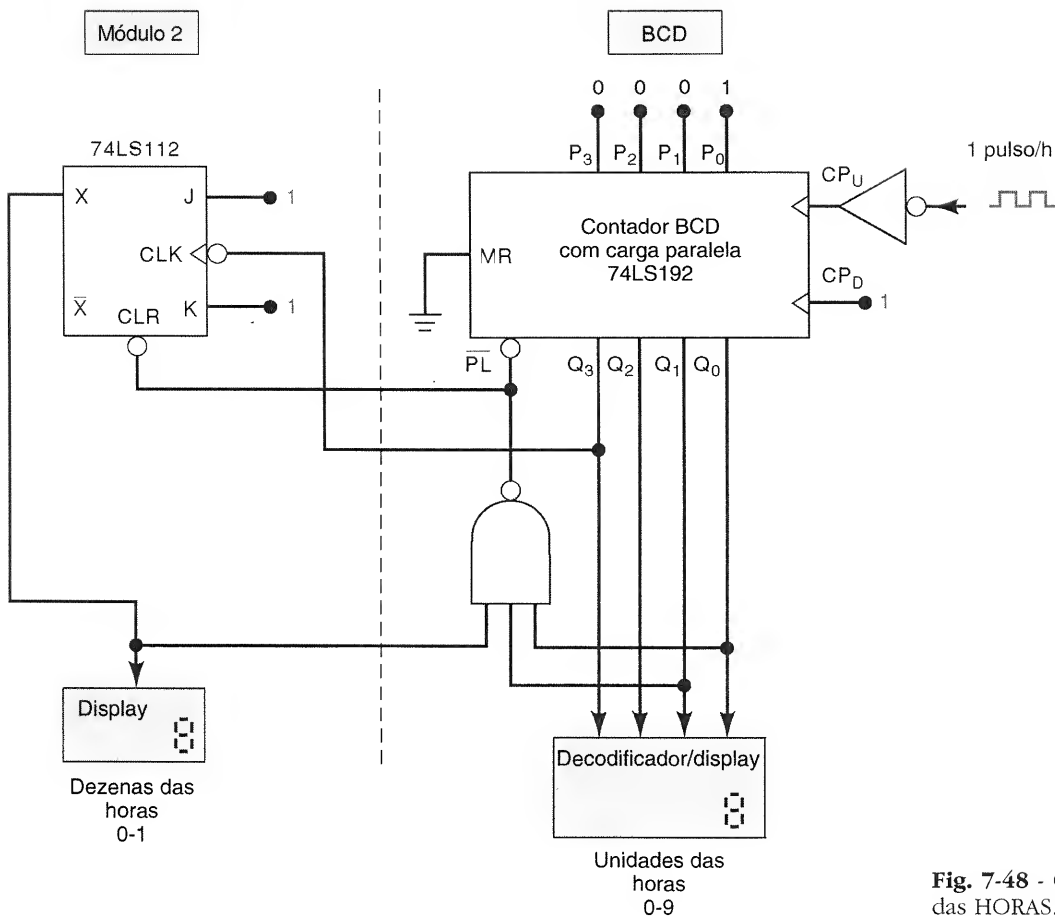 Módulo 2
BCD
0 0 0 1
74LS112
P3 P2 P1 P0
1 pulso/h
X
J
1
CPU
CLK
MR
Contador BCD
com carga paralela
74LS192
X̅
K
1
CLR
CPD
1
P̅L̅
Q3 Q2 Q1 Q0
Display
8
Dezenas das
horas
0-1
Decodificador/display
8
Unidades das
horas
0-9
Fig. 7-48 -
das HORAS.